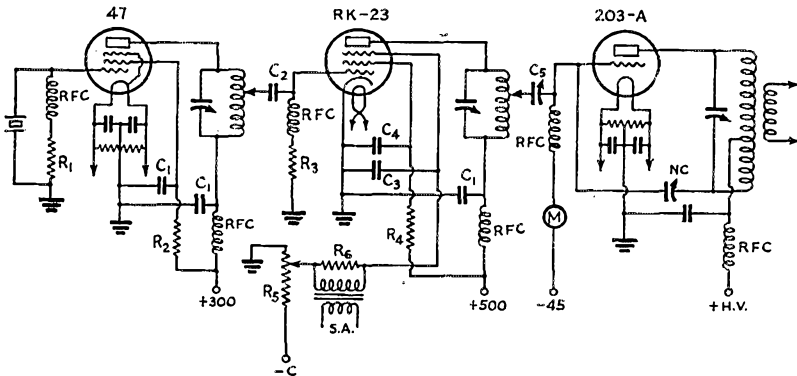 47
RK-23
203-A
C2
C5
RFC
RFC
RFC
R1
R3
C4
C3
NC
C1
C1
C1
M
RFC
R2
R4
RFC
RFC
R6
R5
+300
+500
-45
+H.V.
S.A.
-C